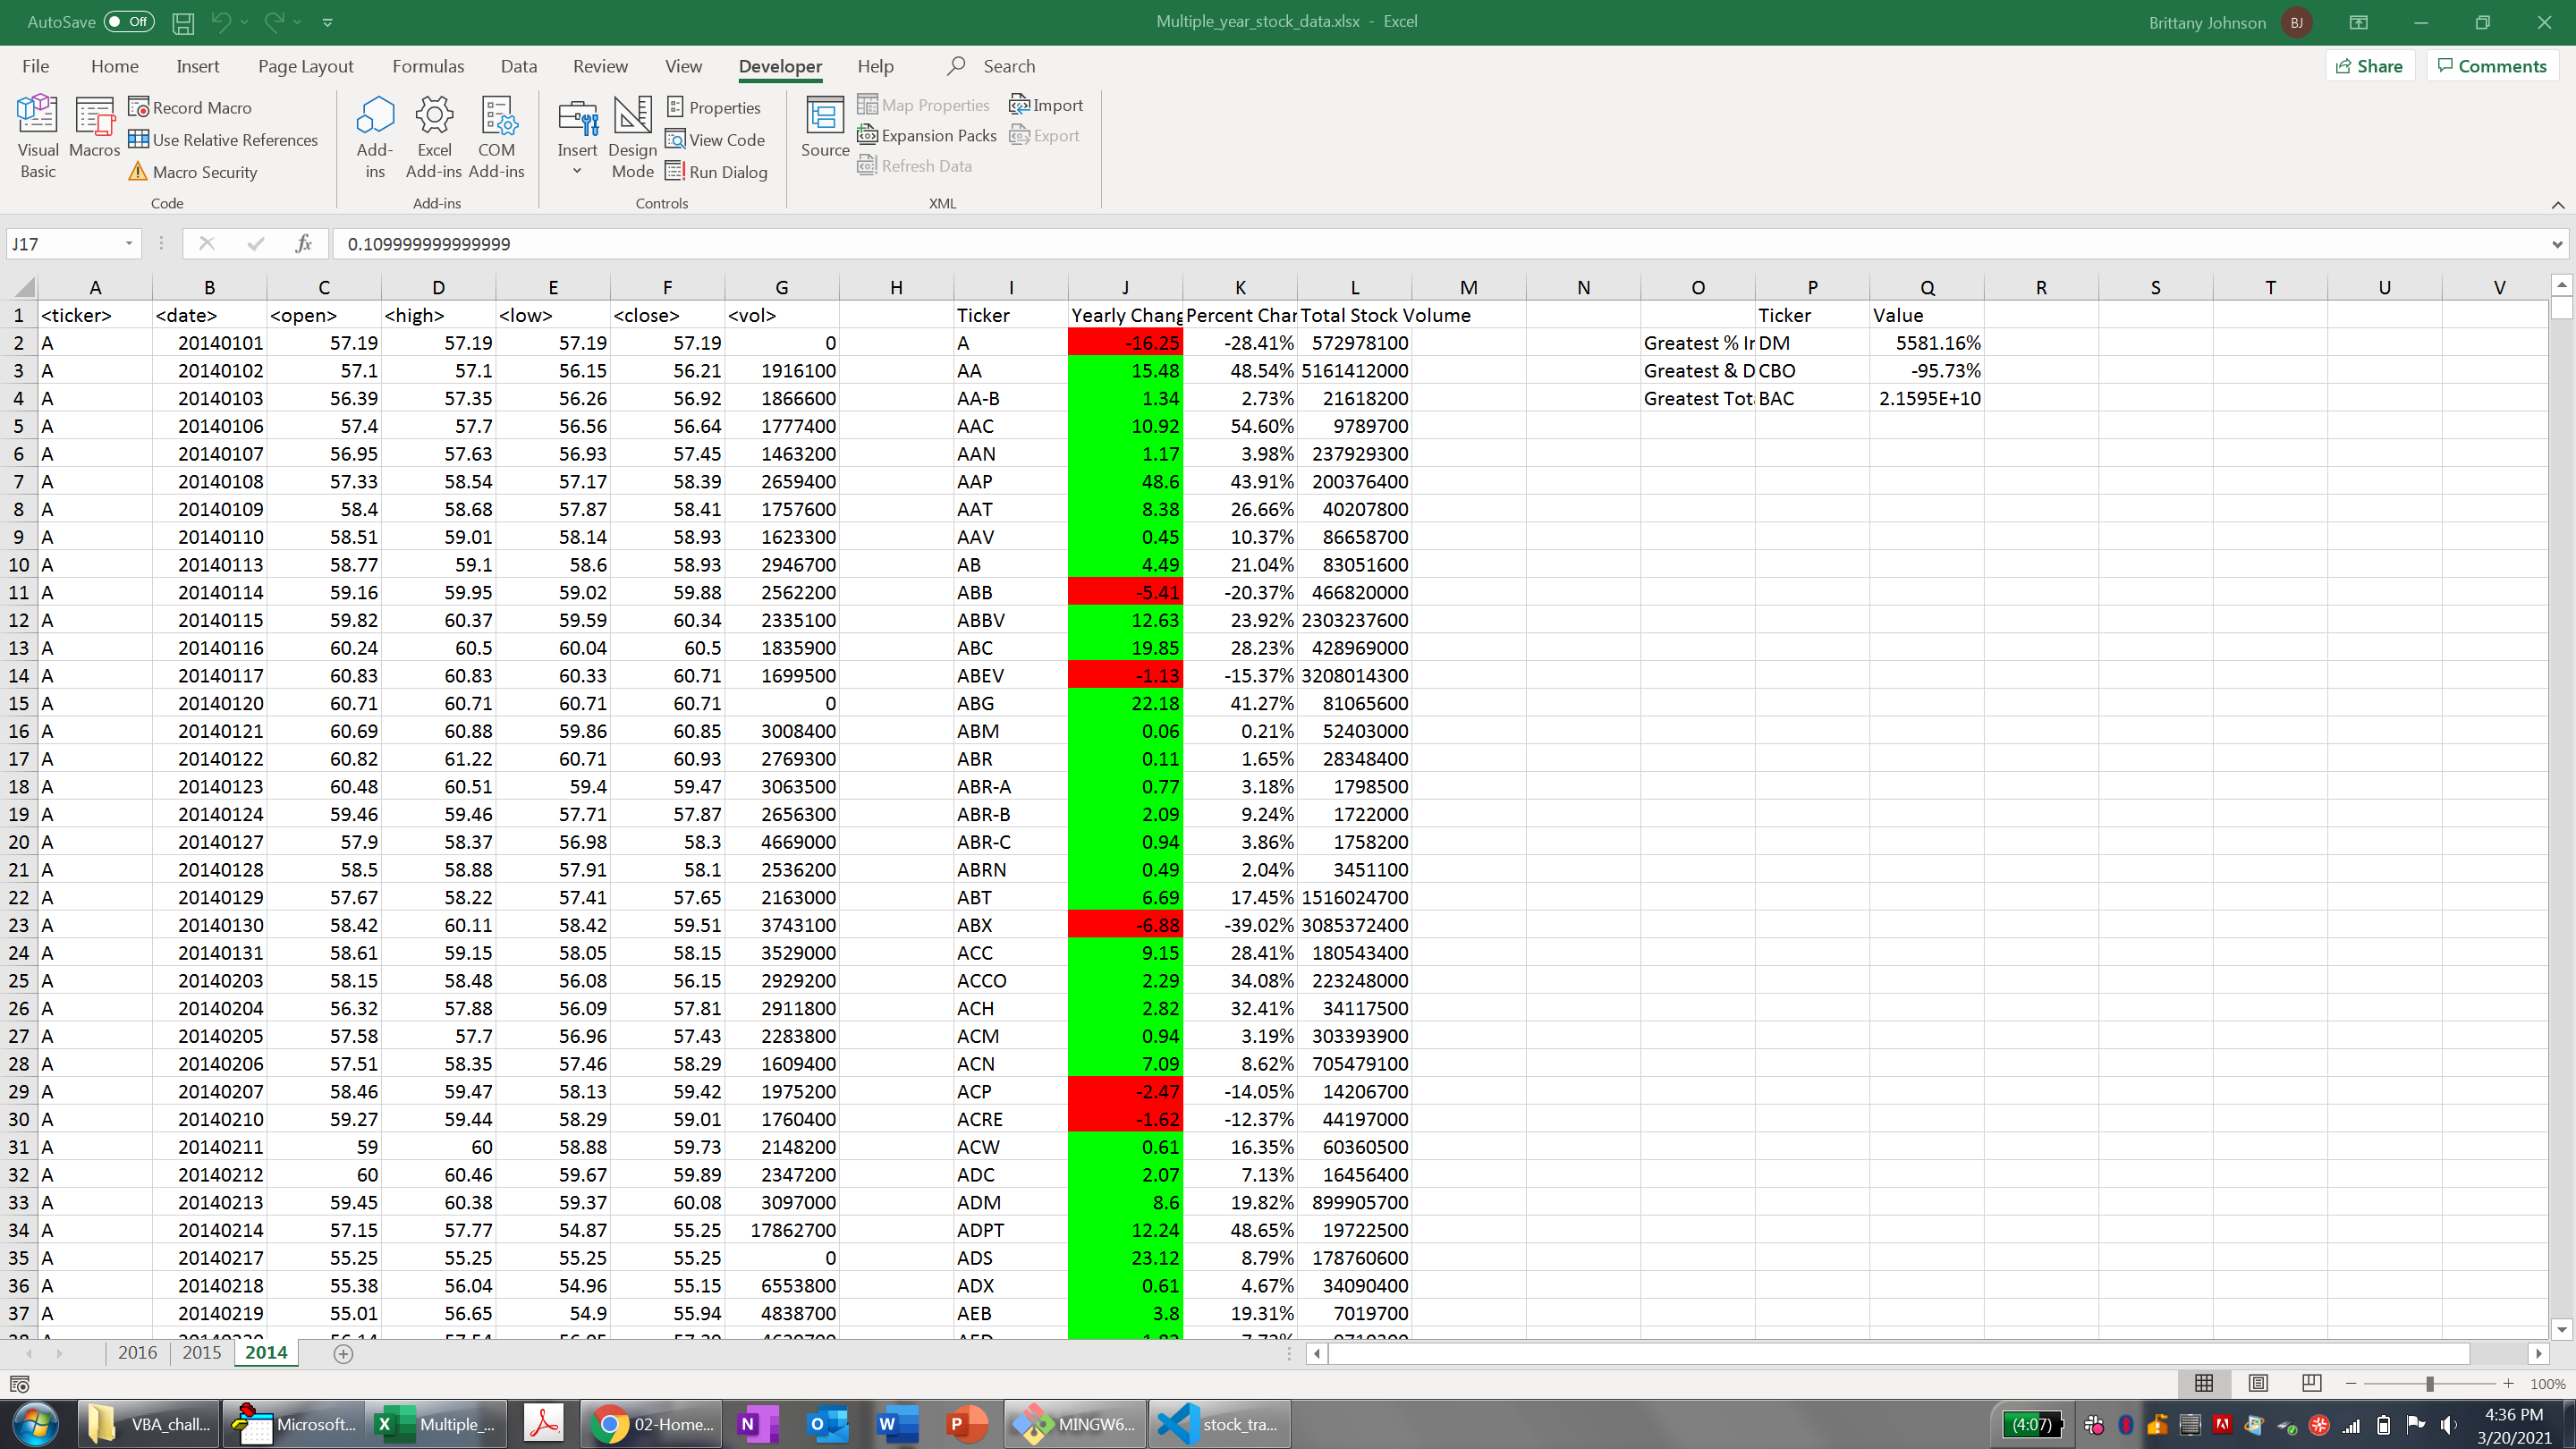 AutoSave Off Multiple_year_stock_data.xlsx - Excel Brittany Johnson BJ
File Home Insert Page Layout Formulas Data Review View Developer Help Search Share Comments
Visual Basic
Macros
Record Macro
Use Relative References
Macro Security
Code
Add-ins
Excel Add-ins
COM Add-ins
Add-ins
Insert
Design Mode
Properties
View Code
Run Dialog
Controls
Source
Map Properties
Expansion Packs
Refresh Data
Import
Export
XML
J17 fx 0.109999999999999
A B C D E F G H I J K L M N O P Q R S T U V
1 <ticker> <date> <open> <high> <low> <close> <vol> Ticker Yearly Chang Percent Char Total Stock Volume Ticker Value
2 A 20140101 57.19 57.19 57.19 57.19 0 A -16.25 -28.41% 572978100 Greatest % Ir DM 5581.16%
3 A 20140102 57.1 57.1 56.15 56.21 1916100 AA 15.48 48.54% 5161412000 Greatest & D CBO -95.73%
4 A 20140103 56.39 57.35 56.26 56.92 1866600 AA-B 1.34 2.73% 21618200 Greatest Tota BAC 2.1595E+10
5 A 20140106 57.4 57.7 56.56 56.64 1777400 AAC 10.92 54.60% 9789700
6 A 20140107 56.95 57.63 56.93 57.45 1463200 AAN 1.17 3.98% 237929300
7 A 20140108 57.33 58.54 57.17 58.39 2659400 AAP 48.6 43.91% 200376400
8 A 20140109 58.4 58.68 57.87 58.41 1757600 AAT 8.38 26.66% 40207800
9 A 20140110 58.51 59.01 58.14 58.93 1623300 AAV 0.45 10.37% 86658700
10 A 20140113 58.77 59.1 58.6 58.93 2946700 AB 4.49 21.04% 83051600
11 A 20140114 59.16 59.95 59.02 59.88 2562200 ABB -5.41 -20.37% 466820000
12 A 20140115 59.82 60.37 59.59 60.34 2335100 ABBV 12.63 23.92% 2303237600
13 A 20140116 60.24 60.5 60.04 60.5 1835900 ABC 19.85 28.23% 428969000
14 A 20140117 60.83 60.83 60.33 60.71 1699500 ABEV -1.13 -15.37% 3208014300
15 A 20140120 60.71 60.71 60.71 60.71 0 ABG 22.18 41.27% 81065600
16 A 20140121 60.69 60.88 59.86 60.85 3008400 ABM 0.06 0.21% 52403000
17 A 20140122 60.82 61.22 60.71 60.93 2769300 ABR 0.11 1.65% 28348400
18 A 20140123 60.48 60.51 59.4 59.47 3063500 ABR-A 0.77 3.18% 1798500
19 A 20140124 59.46 59.46 57.71 57.87 2656300 ABR-B 2.09 9.24% 1722000
20 A 20140127 57.9 58.37 56.98 58.3 4669000 ABR-C 0.94 3.86% 1758200
21 A 20140128 58.5 58.88 57.91 58.1 2536200 ABRN 0.49 2.04% 3451100
22 A 20140129 57.67 58.22 57.41 57.65 2163000 ABT 6.69 17.45% 1516024700
23 A 20140130 58.42 60.11 58.42 59.51 3743100 ABX -6.88 -39.02% 3085372400
24 A 20140131 58.61 59.15 58.05 58.15 3529000 ACC 9.15 28.41% 180543400
25 A 20140203 58.15 58.48 56.08 56.15 2929200 ACCO 2.29 34.08% 223248000
26 A 20140204 56.32 57.88 56.09 57.81 2911800 ACH 2.82 32.41% 34117500
27 A 20140205 57.58 57.7 56.96 57.43 2283800 ACM 0.94 3.19% 303393900
28 A 20140206 57.51 58.35 57.46 58.29 1609400 ACN 7.09 8.62% 705479100
29 A 20140207 58.46 59.47 58.13 59.42 1975200 ACP -2.47 -14.05% 14206700
30 A 20140210 59.27 59.44 58.29 59.01 1760400 ACRE -1.62 -12.37% 44197000
31 A 20140211 59 60 58.88 59.73 2148200 ACW 0.61 16.35% 60360500
32 A 20140212 60 60.46 59.67 59.89 2347200 ADC 2.07 7.13% 16456400
33 A 20140213 59.45 60.38 59.37 60.08 3097000 ADM 8.6 19.82% 899905700
34 A 20140214 57.15 57.77 54.87 55.25 17862700 ADPT 12.24 48.65% 19722500
35 A 20140217 55.25 55.25 55.25 55.25 0 ADS 23.12 8.79% 178760600
36 A 20140218 55.38 56.04 54.96 55.15 6553800 ADX 0.61 4.67% 34090400
37 A 20140219 55.01 56.65 54.9 55.94 4838700 AEB 3.8 19.31% 7019700
2016 2015 2014
100%
VBA_chall... Microsoft... Multiple_... 02-Home... MINGW6... stock_tra... (4:07) 4:36 PM
3/20/2021